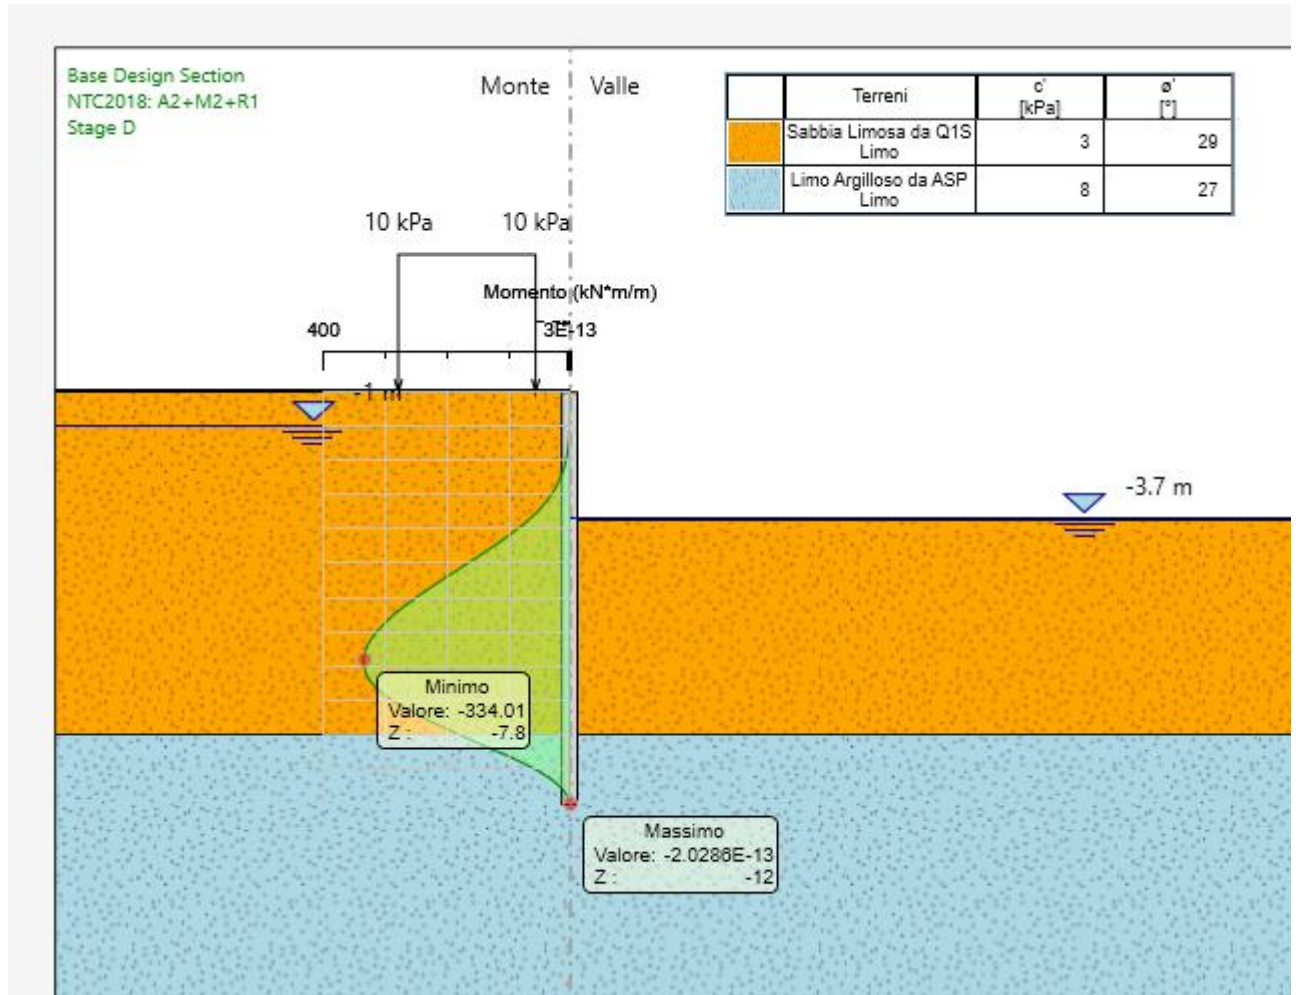 Base Design Section
NTC2018: A2+M2+R1
Stage D
Monte
Valle
Terreni
c'
[kPa]
ø'
[°]
Sabbia Limosa da Q1S
Limo
3
29
Limo Argilloso da ASP
Limo
8
27
10 kPa
10 kPa
Momento (kN*m/m)
400
3E-13
-1 m
-3.7 m
Minimo
Valore: -334.01
Z : -7.8
Massimo
Valore: -2.0286E-13
Z : -12